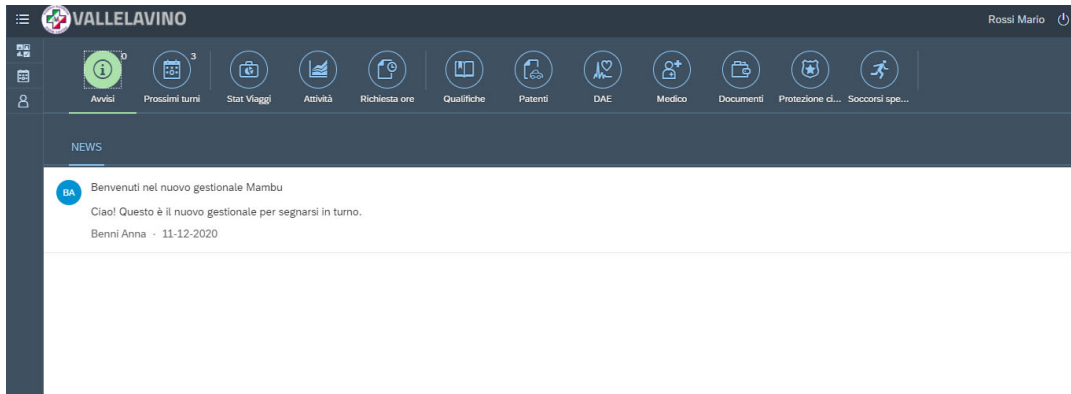 VALLELAVINO
Rossi Mario
0
3
Avvisi
Prossimi turni
Stat Viaggi
Attività
Richiesta ore
Qualifiche
Patenti
DAE
Medico
Documenti
Protezione ci...
Soccorsi spe...
NEWS
BA
Benvenuti nel nuovo gestionale Mambu
Ciao! Questo è il nuovo gestionale per segnarsi in turno.
Benni Anna · 11-12-2020